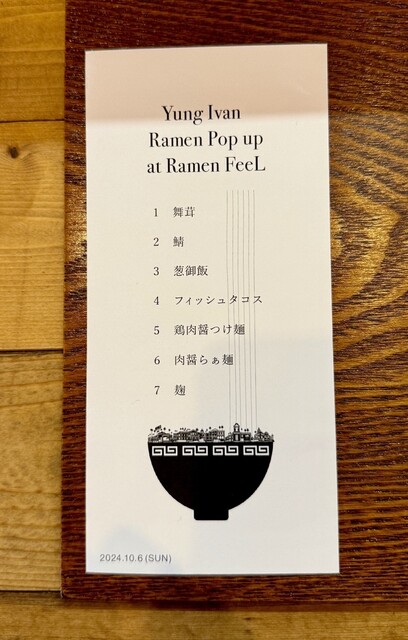 Yung Ivan
Ramen Pop up
at Ramen FeeL
1 舞茸
2 鯖
3 葱御飯
4 フィッシュタコス
5 鶏肉醤つけ麺
6 肉醤らぁ麺
7 麹
2024.10.6(SUN)